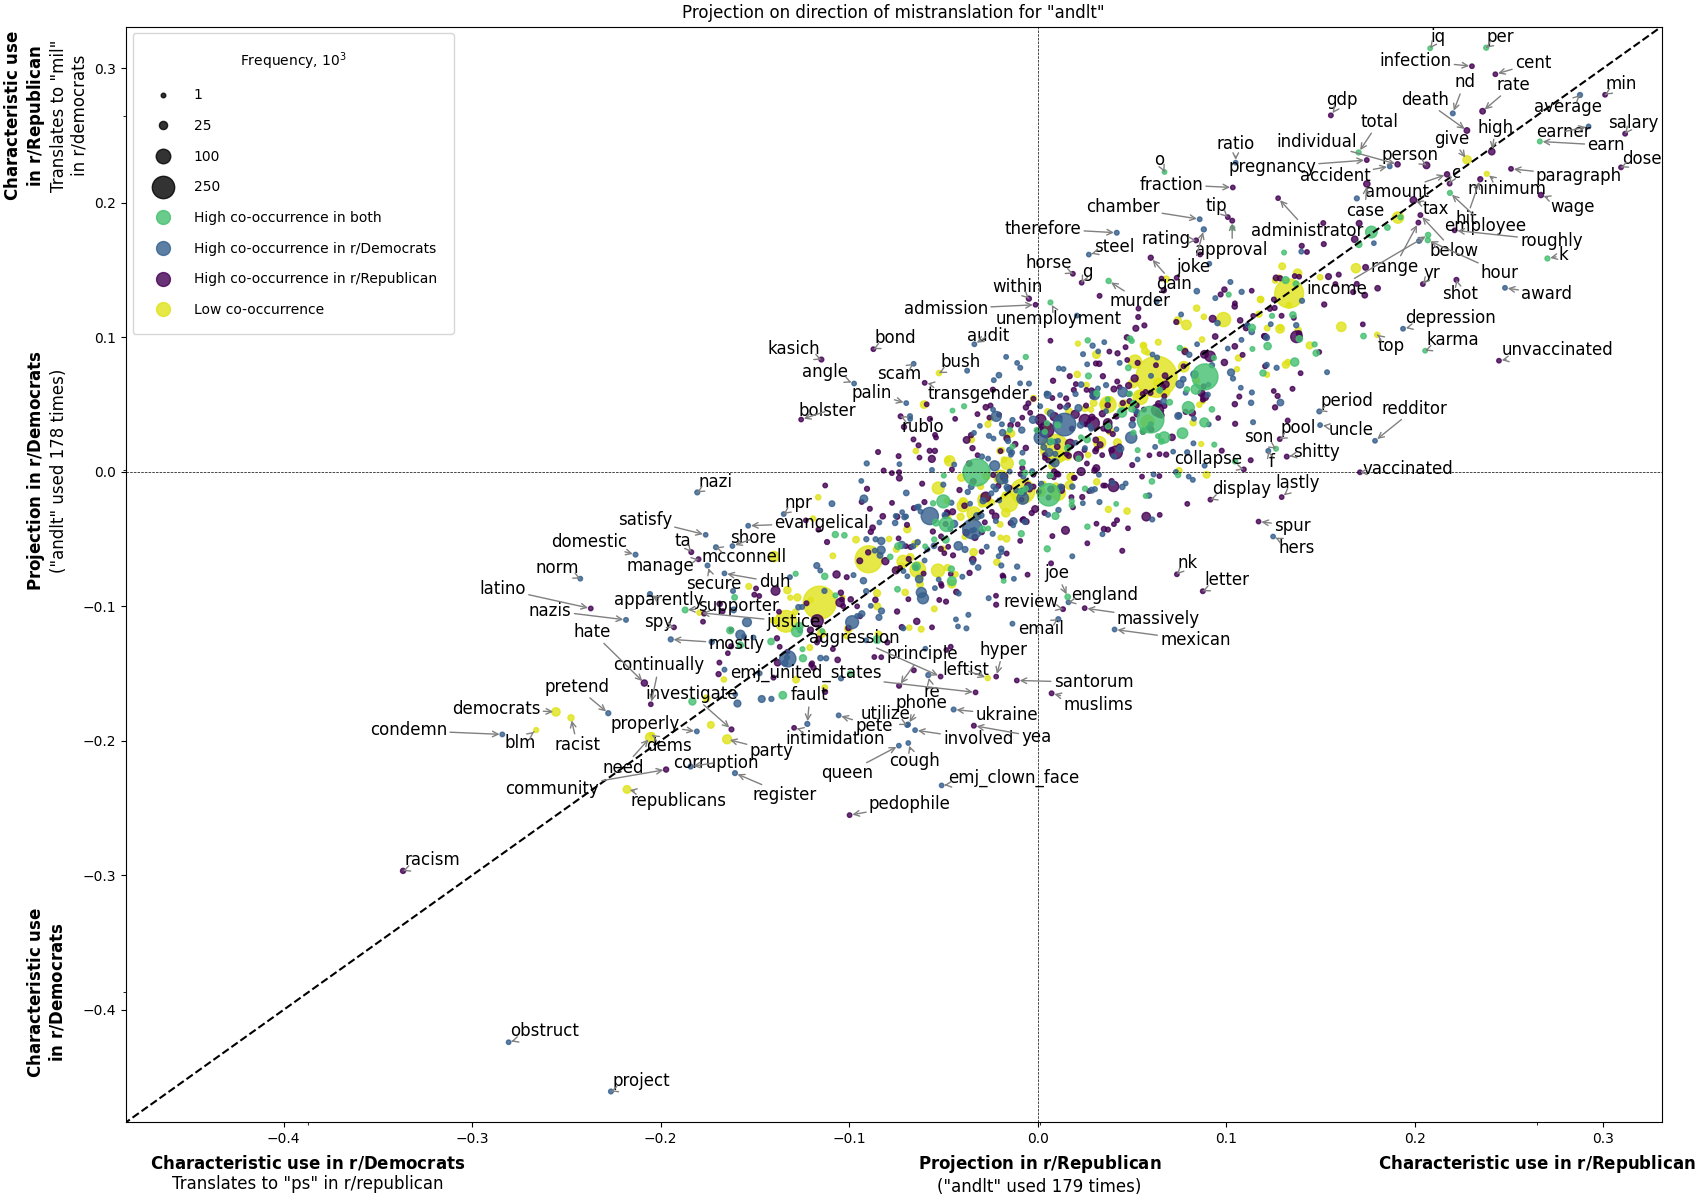 Projection on direction of mistranslation for "andlt"
Characteristic use
in r/Republican
Translates to "mil"
in r/democrats
Projection in r/Democrats
("andlt" used 178 times)
Characteristic use
in r/Democrats
0.3
0.2
0.1
0.0
−0.1
−0.2
−0.3
−0.4
Frequency, 10³
1
25
100
250
High co-occurrence in both
High co-occurrence in r/Democrats
High co-occurrence in r/Republican
Low co-occurrence
iq
per
infection
cent
nd
rate
min
gdp
death
average
total
high
salary
ratio
individual
give
earner
earn
o
pregnancy
person
dose
fraction
accident
c
paragraph
amount
minimum
chamber
tip
case
tax
hit
wage
therefore
administrator
employee
steel
rating
approval
below
roughly
horse
g
joke
range
k
within
gain
yr
hour
murder
income
shot
award
admission
unemployment
depression
kasich
bond
audit
top
karma
angle
scam
bush
unvaccinated
palin
transgender
bolster
period
redditor
rubio
son
pool
uncle
collapse
f
shitty
vaccinated
nazi
display
lastly
npr
satisfy
evangelical
spur
domestic
ta
shore
hers
manage
mcconnell
norm
joe
nk
latino
secure
duh
letter
nazis
apparently
supporter
review
england
hate
spy
justice
email
massively
mostly
aggression
mexican
continually
principle
hyper
emj_united_states
leftist
santorum
pretend
investigate
fault
re
muslims
democrats
phone
condemn
properly
utilize
ukraine
blm
racist
dems
party
intimidation
pete
involved
yea
need
corruption
queen
cough
community
republicans
register
emj_clown_face
pedophile
racism
obstruct
project
−0.4
−0.3
−0.2
−0.1
0.0
0.1
0.2
0.3
Characteristic use in r/Democrats
Translates to "ps" in r/republican
Projection in r/Republican
("andlt" used 179 times)
Characteristic use in r/Republican